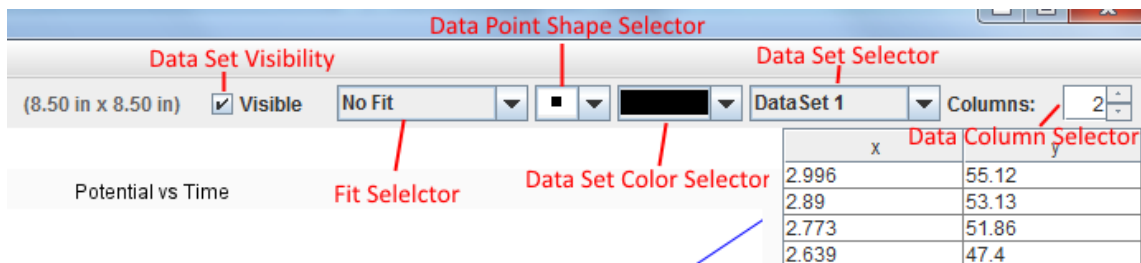 Data Point Shape Selector
Data Set Visibility
Data Set Selector
(8.50 in x 8.50 in) Visible No Fit DataSet 1 Columns: 2
Data Column Selector
x y
Potential vs Time
Fit Selelctor
Data Set Color Selector
2.996 55.12
2.89 53.13
2.773 51.86
2.639 47.4